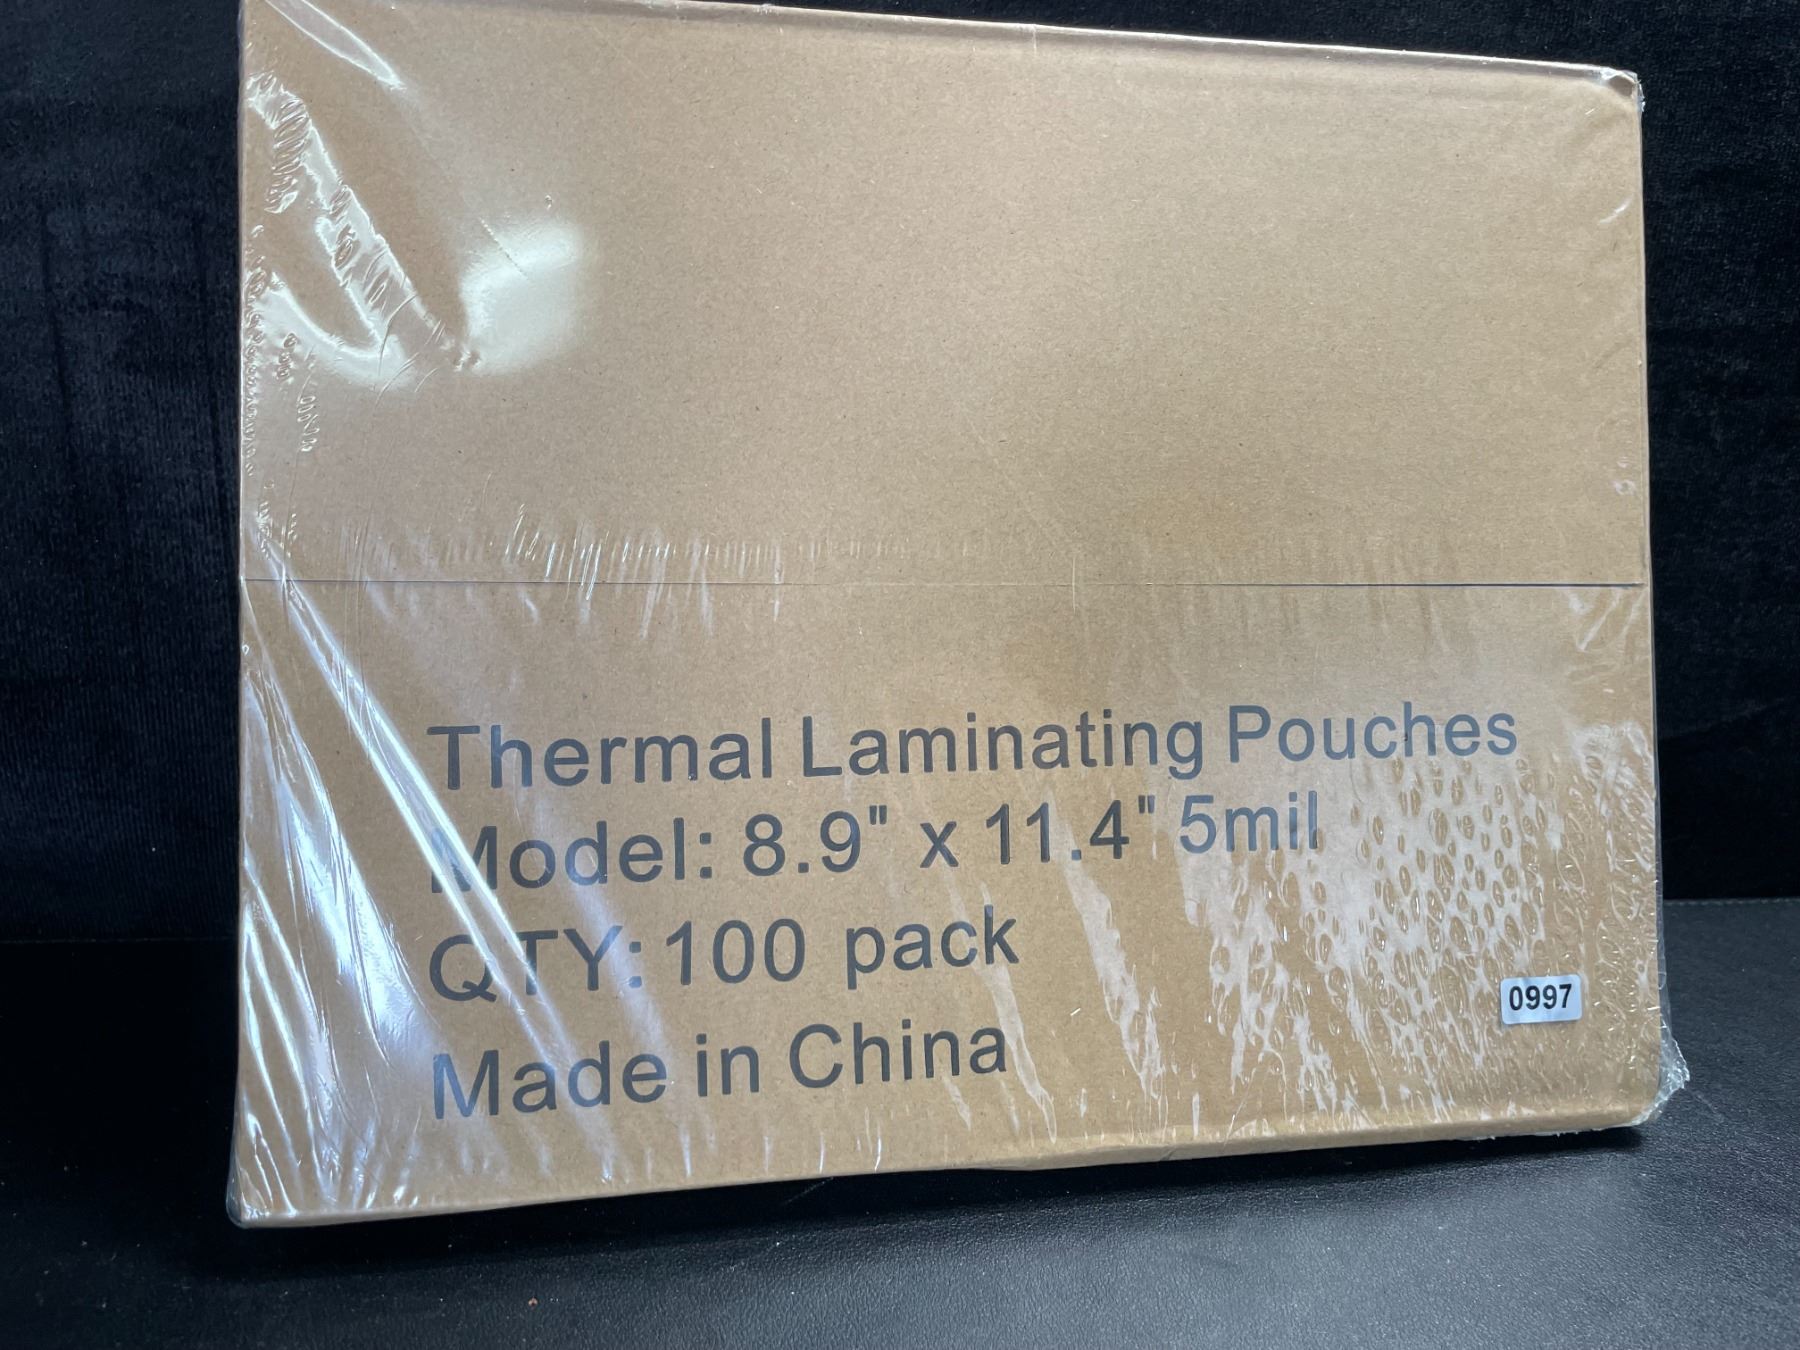 Thermal Laminating Pouches
Model: 8.9" x 11.4" 5mil
QTY: 100 pack
Made in China
0997